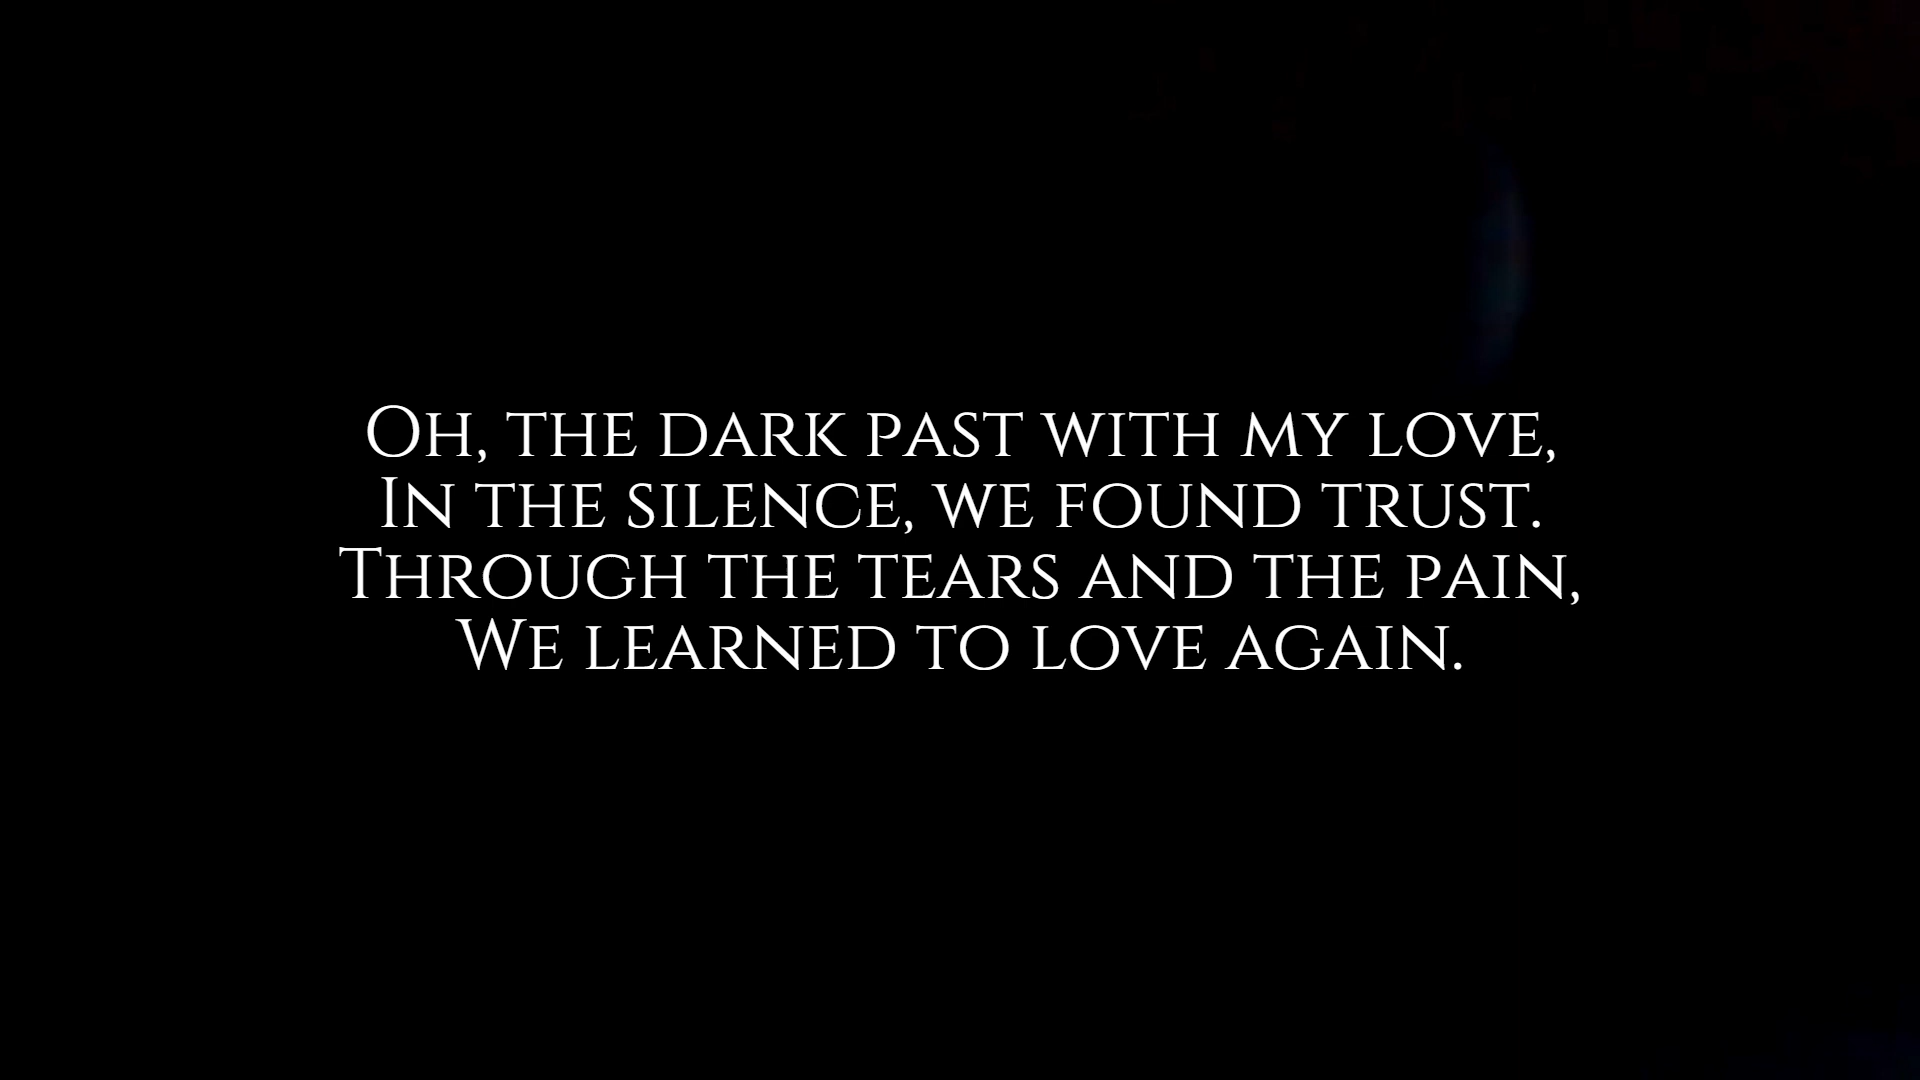 Oh, the dark past with my love,
In the silence, we found trust.
Through the tears and the pain,
We learned to love again.